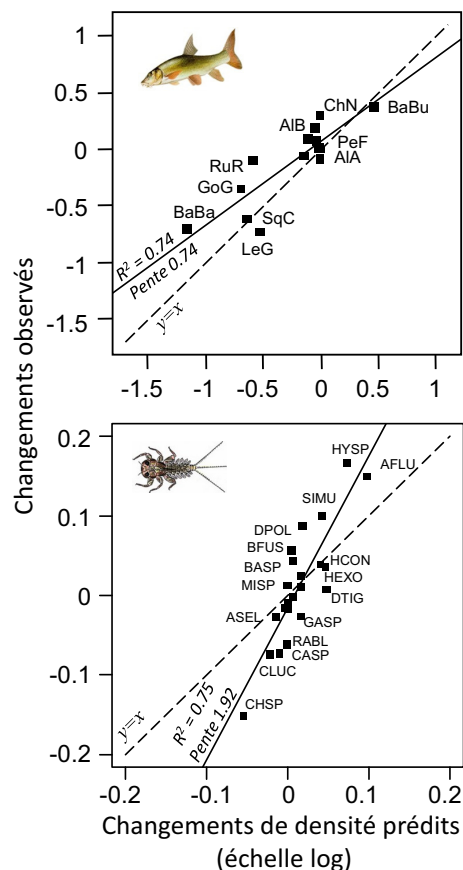 Changements observés
1
0.5
0
-0.5
-1
-1.5
ChN
BaBu
AlB
PeF
AlA
RuR
GoG
BaBa
SqC
LeG
R² = 0.74
Pente 0.74
y=x
-1.5
-1
-0.5
0
0.5
1
0.2
0.1
0
-0.1
-0.2
HYSP
AFLU
SIMU
DPOL
BFUS
BASP
HCON
HEXO
MISP
DTIG
ASEL
GASP
RABL
CASP
CLUC
CHSP
y=x
R² = 0.75
Pente 1.92
-0.2
-0.1
0
0.1
0.2
Changements de densité prédits
(échelle log)